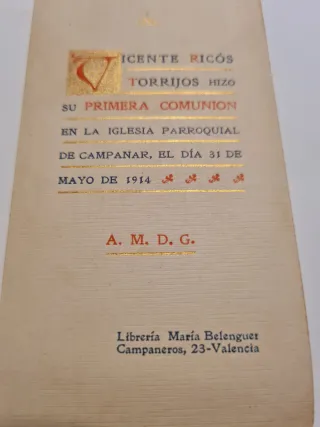 VICENTE RICÓS
TORRIJOS HIZO
SU PRIMERA COMUNION
EN LA IGLESIA PARROQUIAL
DE CAMPANAR, EL DÍA 31 DE
MAYO DE 1914
A. M. D. G.
Librería María Belenguer
Campaneros, 23-Valencia